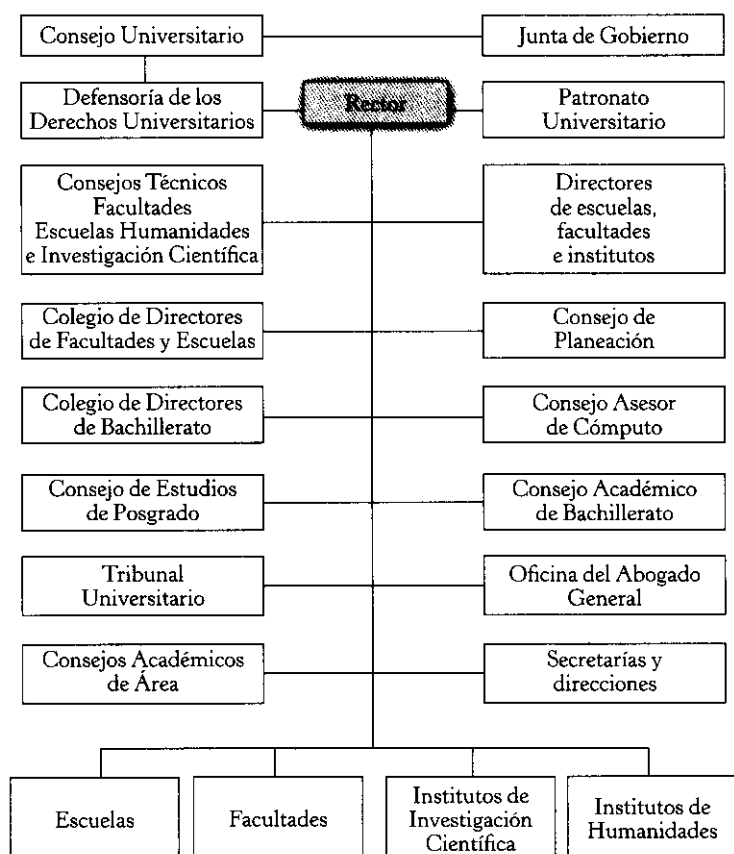 Consejo Universitario
Junta de Gobierno
Defensoría de los
Derechos Universitarios
Rector
Patronato
Universitario
Consejos Técnicos
Facultades
Escuelas Humanidades
e Investigación Científica
Directores
de escuelas,
facultades
e institutos
Colegio de Directores
de Facultades y Escuelas
Consejo de
Planeación
Colegio de Directores
de Bachillerato
Consejo Asesor
de Cómputo
Consejo de Estudios
de Posgrado
Consejo Académico
de Bachillerato
Tribunal
Universitario
Oficina del Abogado
General
Consejos Académicos
de Área
Secretarías y
direcciones
Escuelas
Facultades
Institutos de
Investigación
Científica
Institutos de
Humanidades